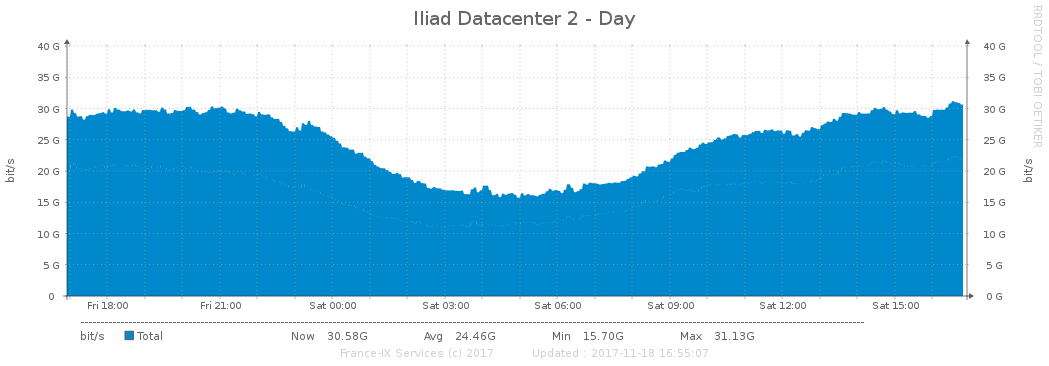 Iliad Datacenter 2 - Day
RRDTOOL / TOBI OETIKER
40 G 40 G
35 G 35 G
30 G 30 G
25 G 25 G
20 G 20 G
15 G 15 G
10 G 10 G
5 G 5 G
0 0 G
bit/s bit/s
Fri 18:00 Fri 21:00 Sat 00:00 Sat 03:00 Sat 06:00 Sat 09:00 Sat 12:00 Sat 15:00
bit/s Total Now 30.58G Avg 24.46G Min 15.70G Max 31.13G
France-IX Services (c) 2017 Updated : 2017-11-18 16:55:07